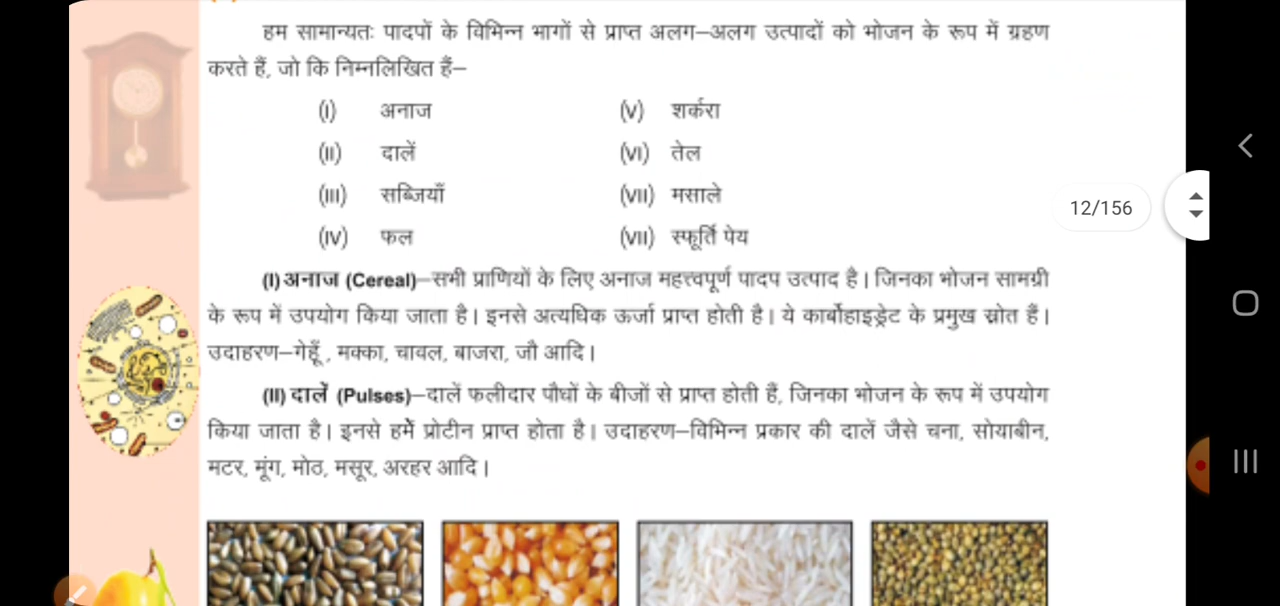 हम सामान्यतः पादपों के विभिन्न भागों से प्राप्त अलग–अलग उत्पादों को भोजन के रूप में ग्रहण
करते हैं, जो कि निम्नलिखित हैं–
(I) अनाज (V) शर्करा
(II) दालें (VI) तेल
(III) सब्जियाँ (VII) मसाले
(IV) फल (VII) स्फूर्ति पेय
12/156
(I) अनाज (Cereal)–सभी प्राणियों के लिए अनाज महत्त्वपूर्ण पादप उत्पाद है। जिनका भोजन सामग्री
के रूप में उपयोग किया जाता है। इनसे अत्यधिक ऊर्जा प्राप्त होती है। ये कार्बोहाइड्रेट के प्रमुख स्रोत हैं।
उदाहरण–गेहूँ , मक्का, चावल, बाजरा, जौ आदि।
(II) दालें (Pulses)–दालें फलीदार पौधों के बीजों से प्राप्त होती हैं, जिनका भोजन के रूप में उपयोग
किया जाता है। इनसे हमें प्रोटीन प्राप्त होता है। उदाहरण–विभिन्न प्रकार की दालें जैसे चना, सोयाबीन,
मटर, मूंग, मोठ, मसूर, अरहर आदि।